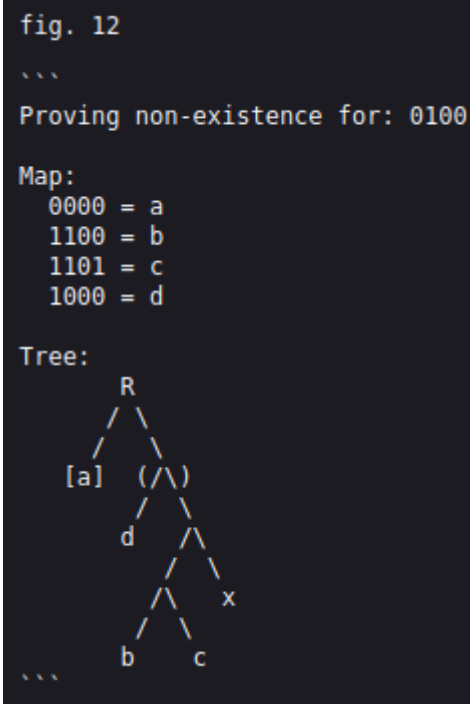 fig. 12
```
Proving non-existence for: 0100
Map:
  0000 = a
  1100 = b
  1101 = c
  1000 = d
Tree:
        R
       / \
      /   \
    [a]  (/\)
         /  \
        d    /\
            /  \
           /\   x
          /  \
         b    c
```